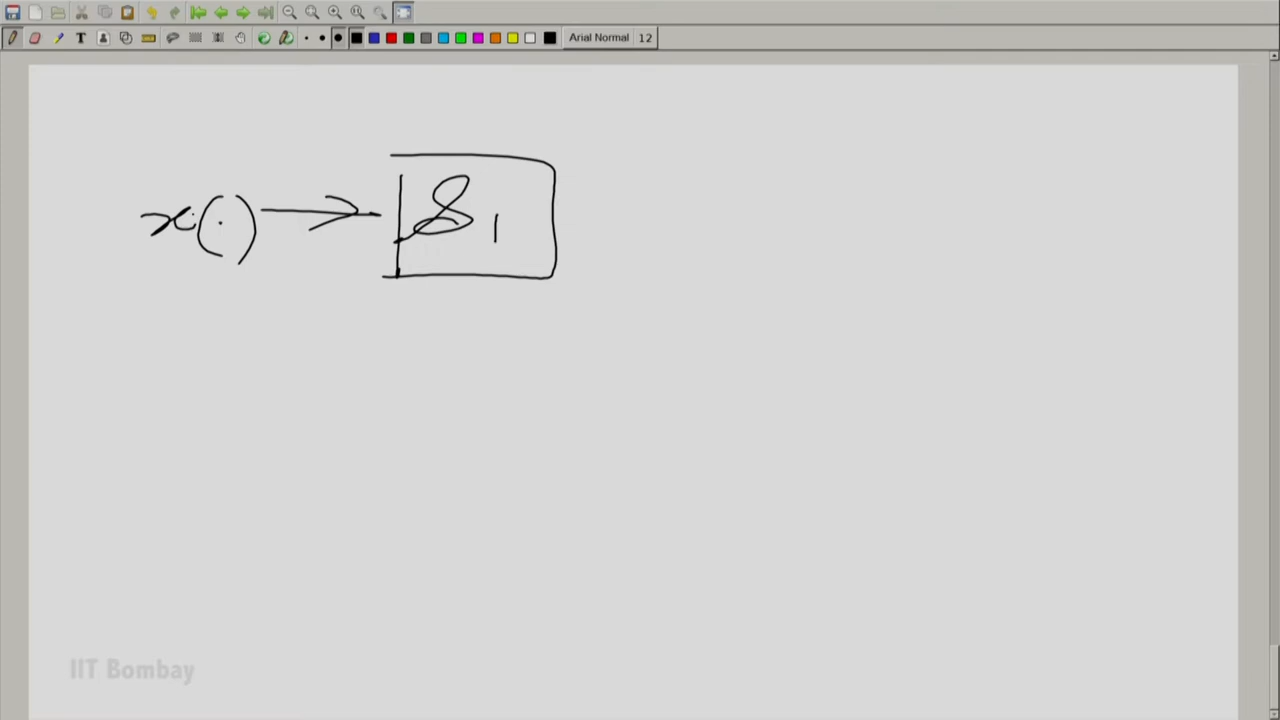 Arial Normal 12
x(·) → S₁
IIT Bombay